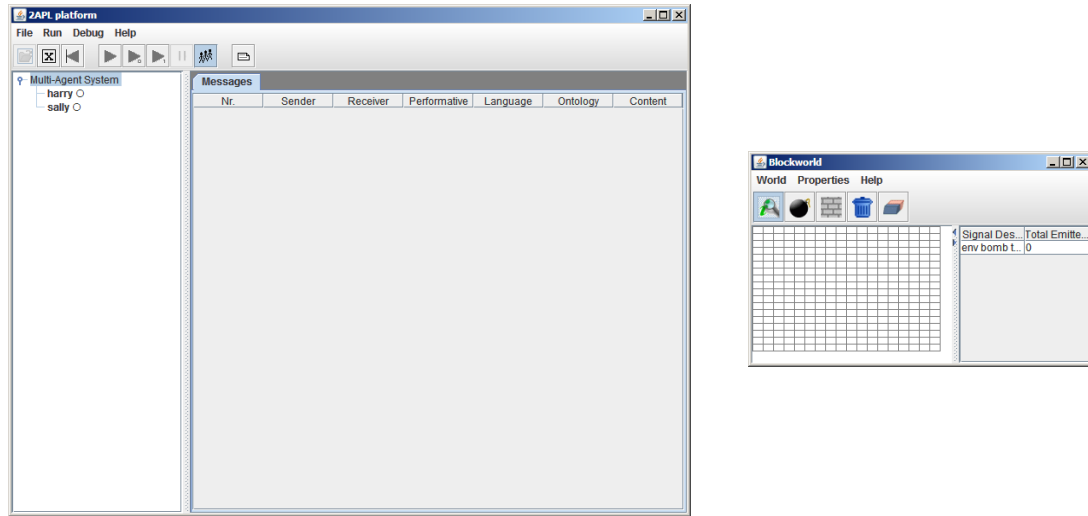 2APL platform
File Run Debug Help
Multi-Agent System
harry
sally
Messages
Nr. Sender Receiver Performative Language Ontology Content
Blockworld
World Properties Help
Signal Des... Total Emitte...
env bomb t... 0